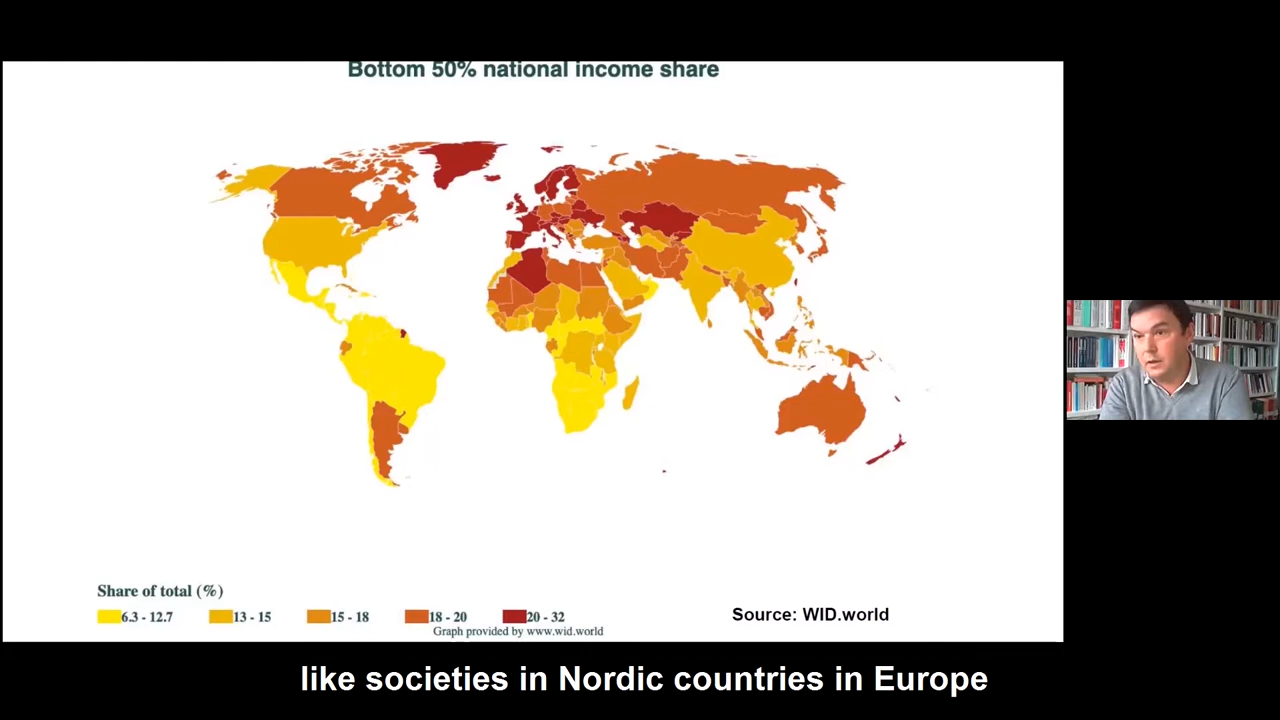 Bottom 50% national income share
Share of total (%)
6.3 - 12.7 13 - 15 15 - 18 18 - 20 20 - 32
Graph provided by www.wid.world
Source: WID.world
like societies in Nordic countries in Europe